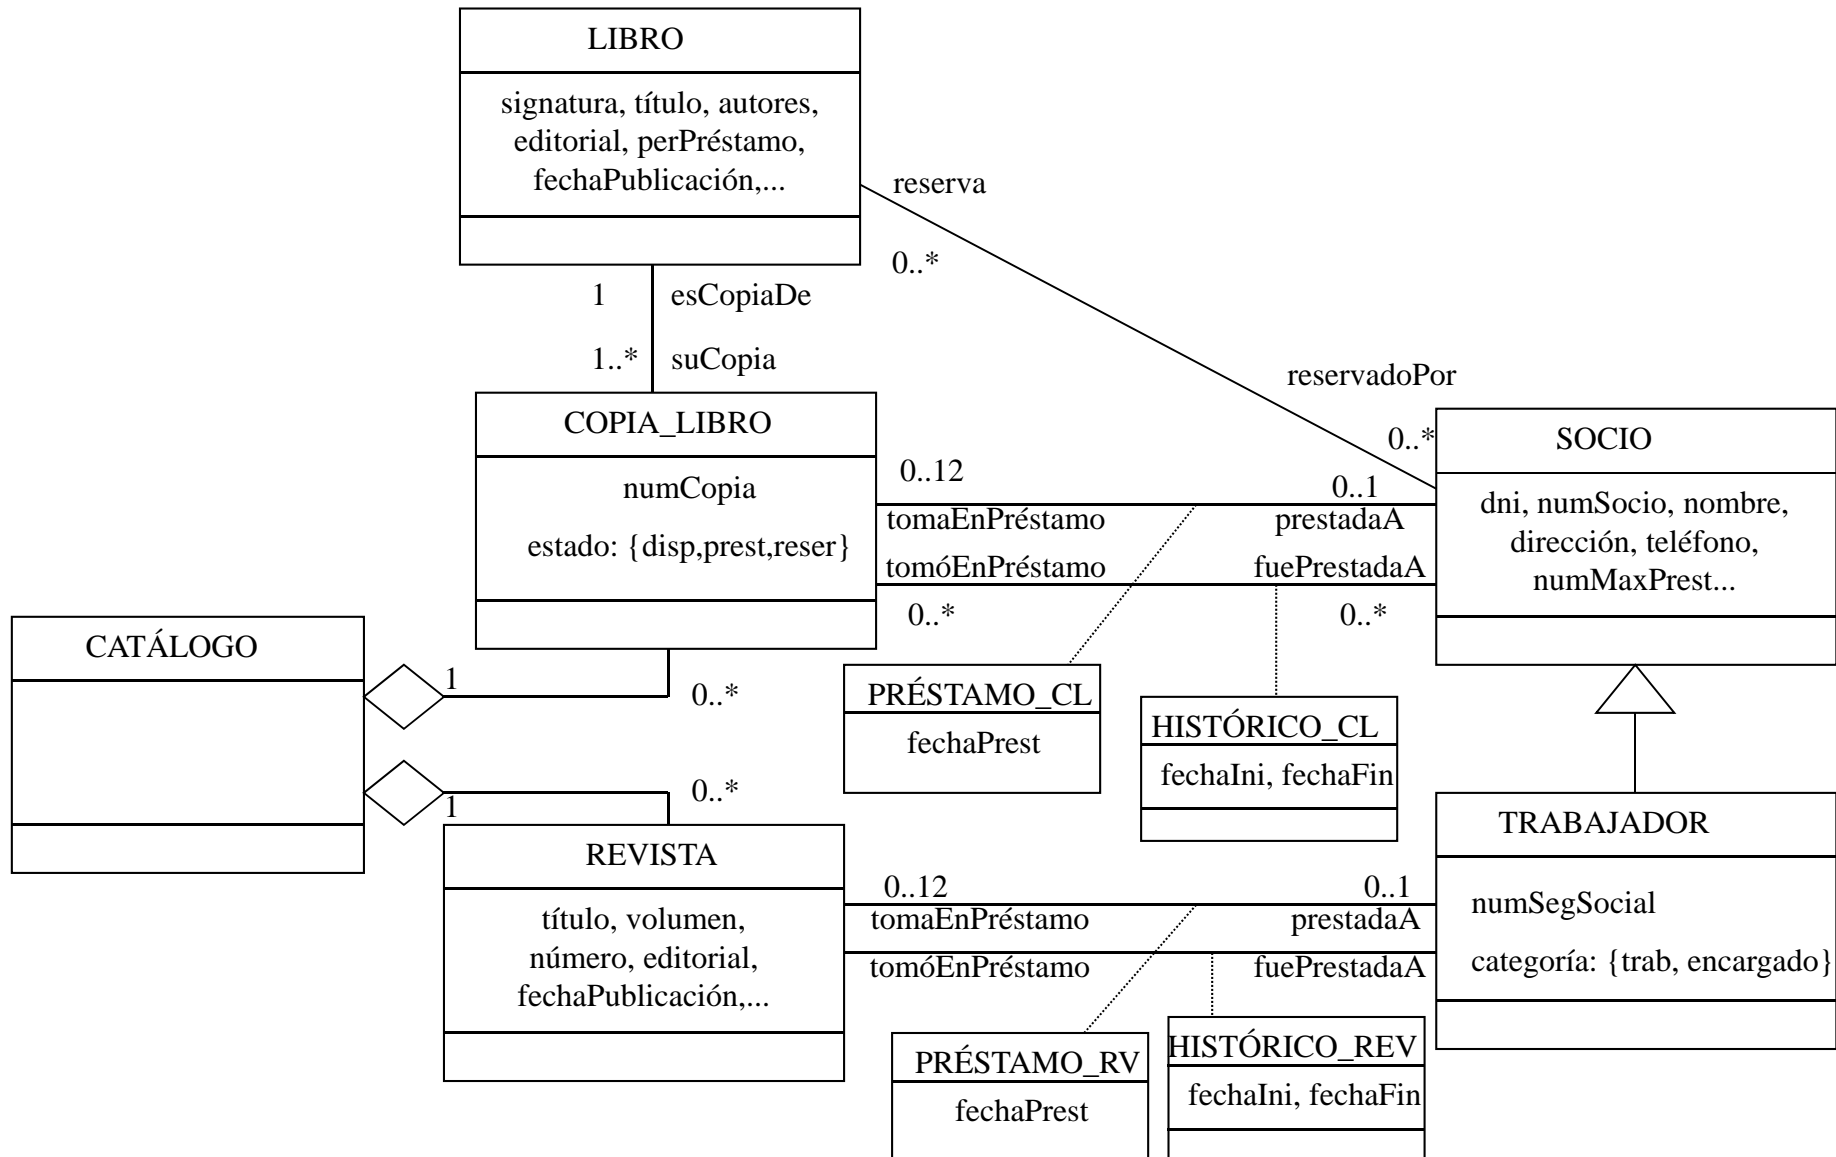 LIBRO
signatura, título, autores,
editorial, perPréstamo,
fechaPublicación,...
reserva
0..*
1
esCopiaDe
1..*
suCopia
reservadoPor
0..*
COPIA_LIBRO
numCopia
estado: {disp,prest,reser}
0..12
0..1
tomaEnPréstamo
prestadaA
tomóEnPréstamo
fuePrestadaA
0..*
0..*
SOCIO
dni, numSocio, nombre,
dirección, teléfono,
numMaxPrest...
CATÁLOGO
1
0..*
1
0..*
PRÉSTAMO_CL
fechaPrest
HISTÓRICO_CL
fechaIni, fechaFin
REVISTA
título, volumen,
número, editorial,
fechaPublicación,...
0..12
0..1
tomaEnPréstamo
prestadaA
tomóEnPréstamo
fuePrestadaA
TRABAJADOR
numSegSocial
categoría: {trab, encargado}
PRÉSTAMO_RV
fechaPrest
HISTÓRICO_REV
fechaIni, fechaFin